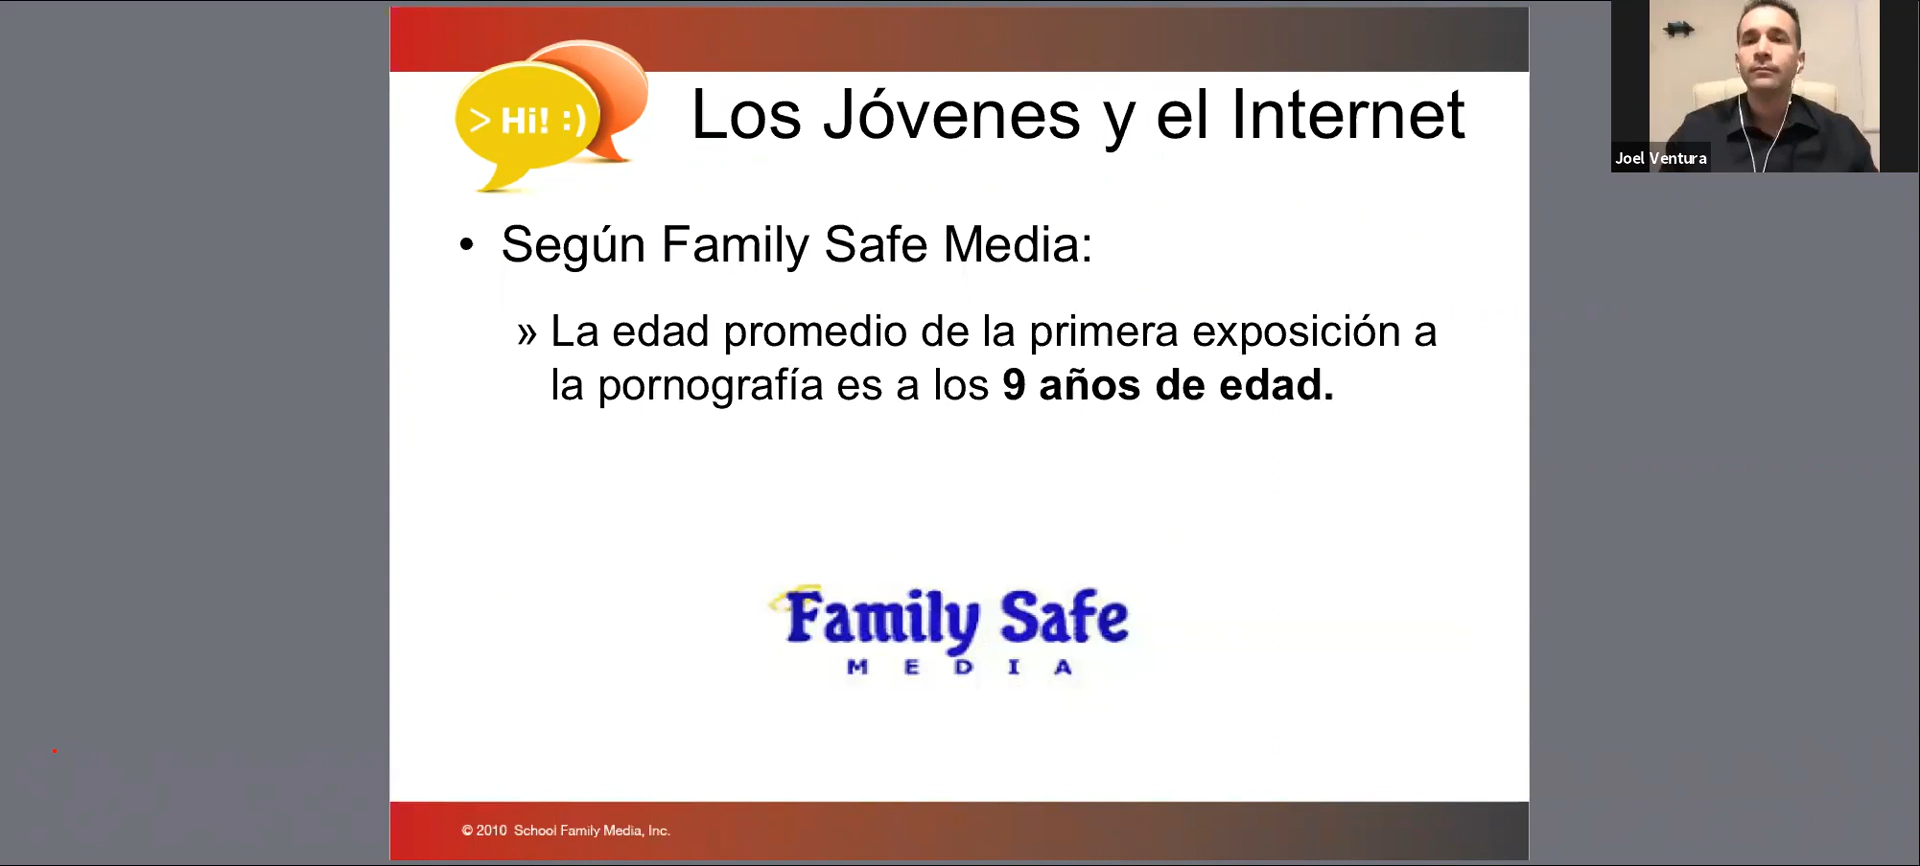 > Hi! :)
Los Jóvenes y el Internet
Joel Ventura
• Según Family Safe Media:
» La edad promedio de la primera exposición a
la pornografía es a los 9 años de edad.
Family Safe
MEDIA
© 2010 School Family Media, Inc.